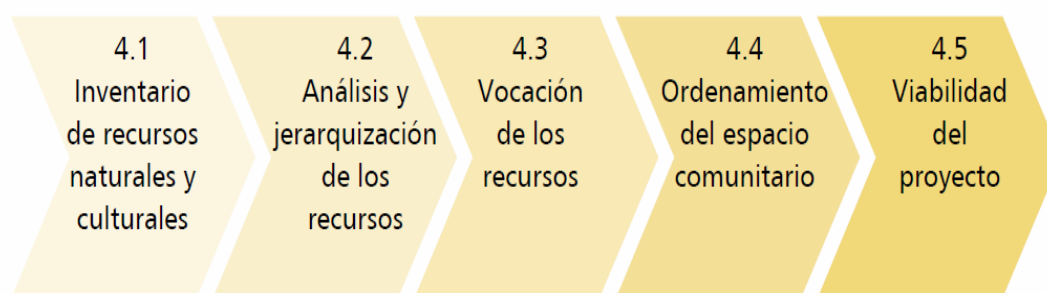 4.1
Inventario
de recursos
naturales y
culturales
4.2
Análisis y
jerarquización
de los
recursos
4.3
Vocación
de los
recursos
4.4
Ordenamiento
del espacio
comunitario
4.5
Viabilidad
del
proyecto